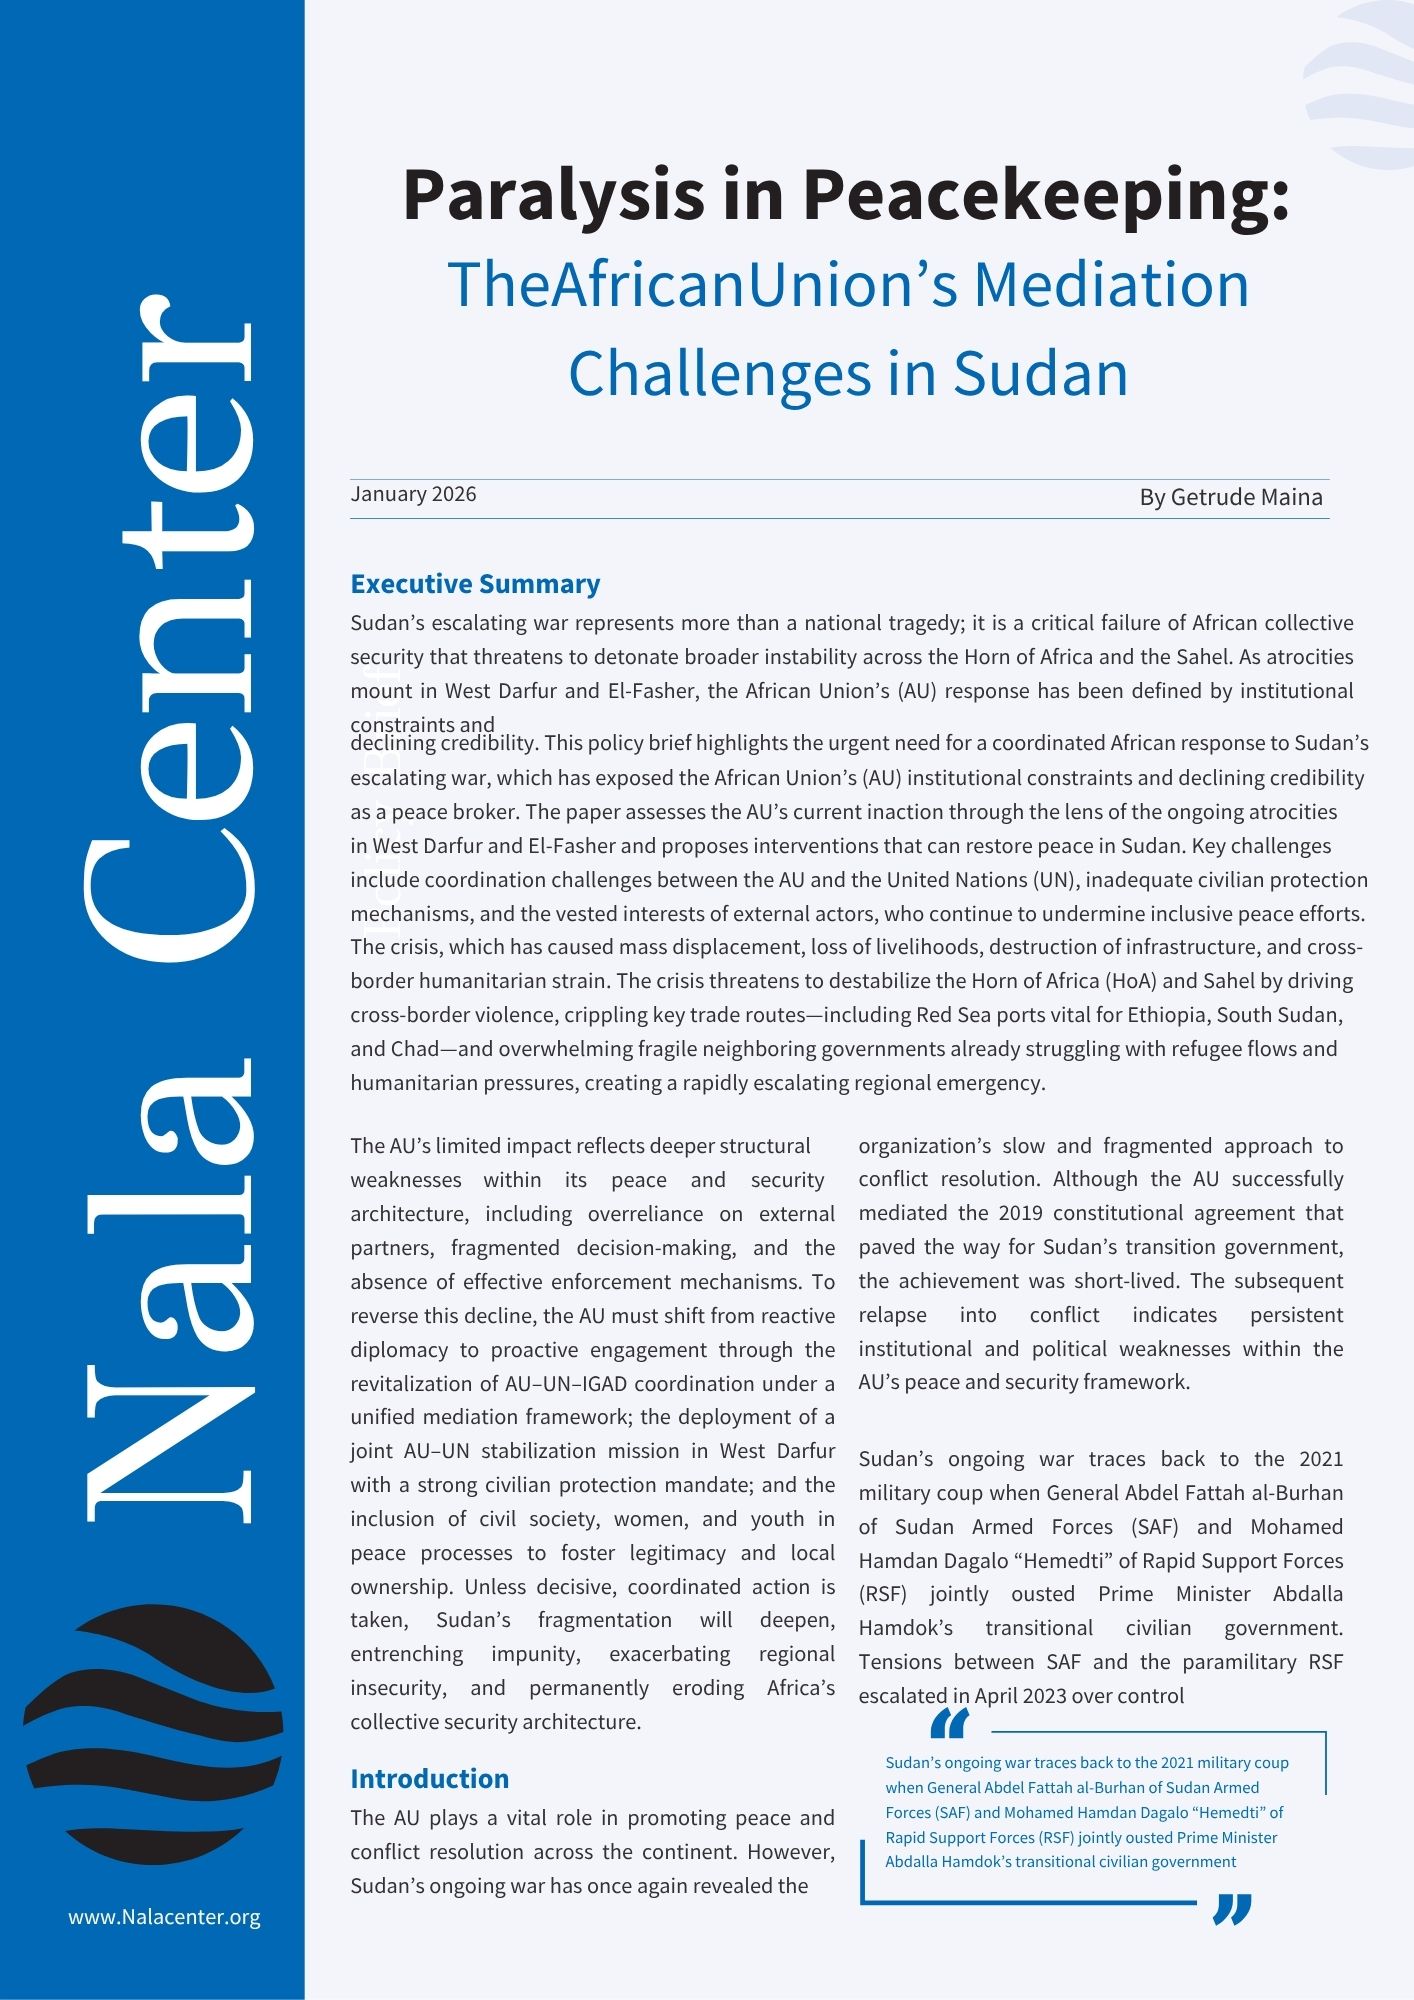 Nala Center
www.Nalacenter.org
Paralysis in Peacekeeping:
TheAfricanUnion’s Mediation
Challenges in Sudan
January 2026
By Getrude Maina
Policy Brief
Executive Summary
Sudan’s escalating war represents more than a national tragedy; it is a critical failure of African collective
security that threatens to detonate broader instability across the Horn of Africa and the Sahel. As atrocities
mount in West Darfur and El-Fasher, the African Union’s (AU) response has been defined by institutional
constraints and
declining credibility. This policy brief highlights the urgent need for a coordinated African response to Sudan’s
escalating war, which has exposed the African Union’s (AU) institutional constraints and declining credibility
as a peace broker. The paper assesses the AU’s current inaction through the lens of the ongoing atrocities
in West Darfur and El-Fasher and proposes interventions that can restore peace in Sudan. Key challenges
include coordination challenges between the AU and the United Nations (UN), inadequate civilian protection
mechanisms, and the vested interests of external actors, who continue to undermine inclusive peace efforts.
The crisis, which has caused mass displacement, loss of livelihoods, destruction of infrastructure, and cross-
border humanitarian strain. The crisis threatens to destabilize the Horn of Africa (HoA) and Sahel by driving
cross-border violence, crippling key trade routes—including Red Sea ports vital for Ethiopia, South Sudan,
and Chad—and overwhelming fragile neighboring governments already struggling with refugee flows and
humanitarian pressures, creating a rapidly escalating regional emergency.
The AU’s limited impact reflects deeper structural
weaknesses within its peace and security
architecture, including overreliance on external
partners, fragmented decision-making, and the
absence of effective enforcement mechanisms. To
reverse this decline, the AU must shift from reactive
diplomacy to proactive engagement through the
revitalization of AU–UN–IGAD coordination under a
unified mediation framework; the deployment of a
joint AU–UN stabilization mission in West Darfur
with a strong civilian protection mandate; and the
inclusion of civil society, women, and youth in
peace processes to foster legitimacy and local
ownership. Unless decisive, coordinated action is
taken, Sudan’s fragmentation will deepen,
entrenching impunity, exacerbating regional
insecurity, and permanently eroding Africa’s
collective security architecture.
Introduction
The AU plays a vital role in promoting peace and
conflict resolution across the continent. However,
Sudan’s ongoing war has once again revealed the
organization’s slow and fragmented approach to
conflict resolution. Although the AU successfully
mediated the 2019 constitutional agreement that
paved the way for Sudan’s transition government,
the achievement was short-lived. The subsequent
relapse into conflict indicates persistent
institutional and political weaknesses within the
AU’s peace and security framework.
Sudan’s ongoing war traces back to the 2021
military coup when General Abdel Fattah al-Burhan
of Sudan Armed Forces (SAF) and Mohamed
Hamdan Dagalo “Hemedti” of Rapid Support Forces
(RSF) jointly ousted Prime Minister Abdalla
Hamdok’s transitional civilian government.
Tensions between SAF and the paramilitary RSF
escalated in April 2023 over control
“
Sudan’s ongoing war traces back to the 2021 military coup
when General Abdel Fattah al-Burhan of Sudan Armed
Forces (SAF) and Mohamed Hamdan Dagalo “Hemedti” of
Rapid Support Forces (RSF) jointly ousted Prime Minister
Abdalla Hamdok’s transitional civilian government
”